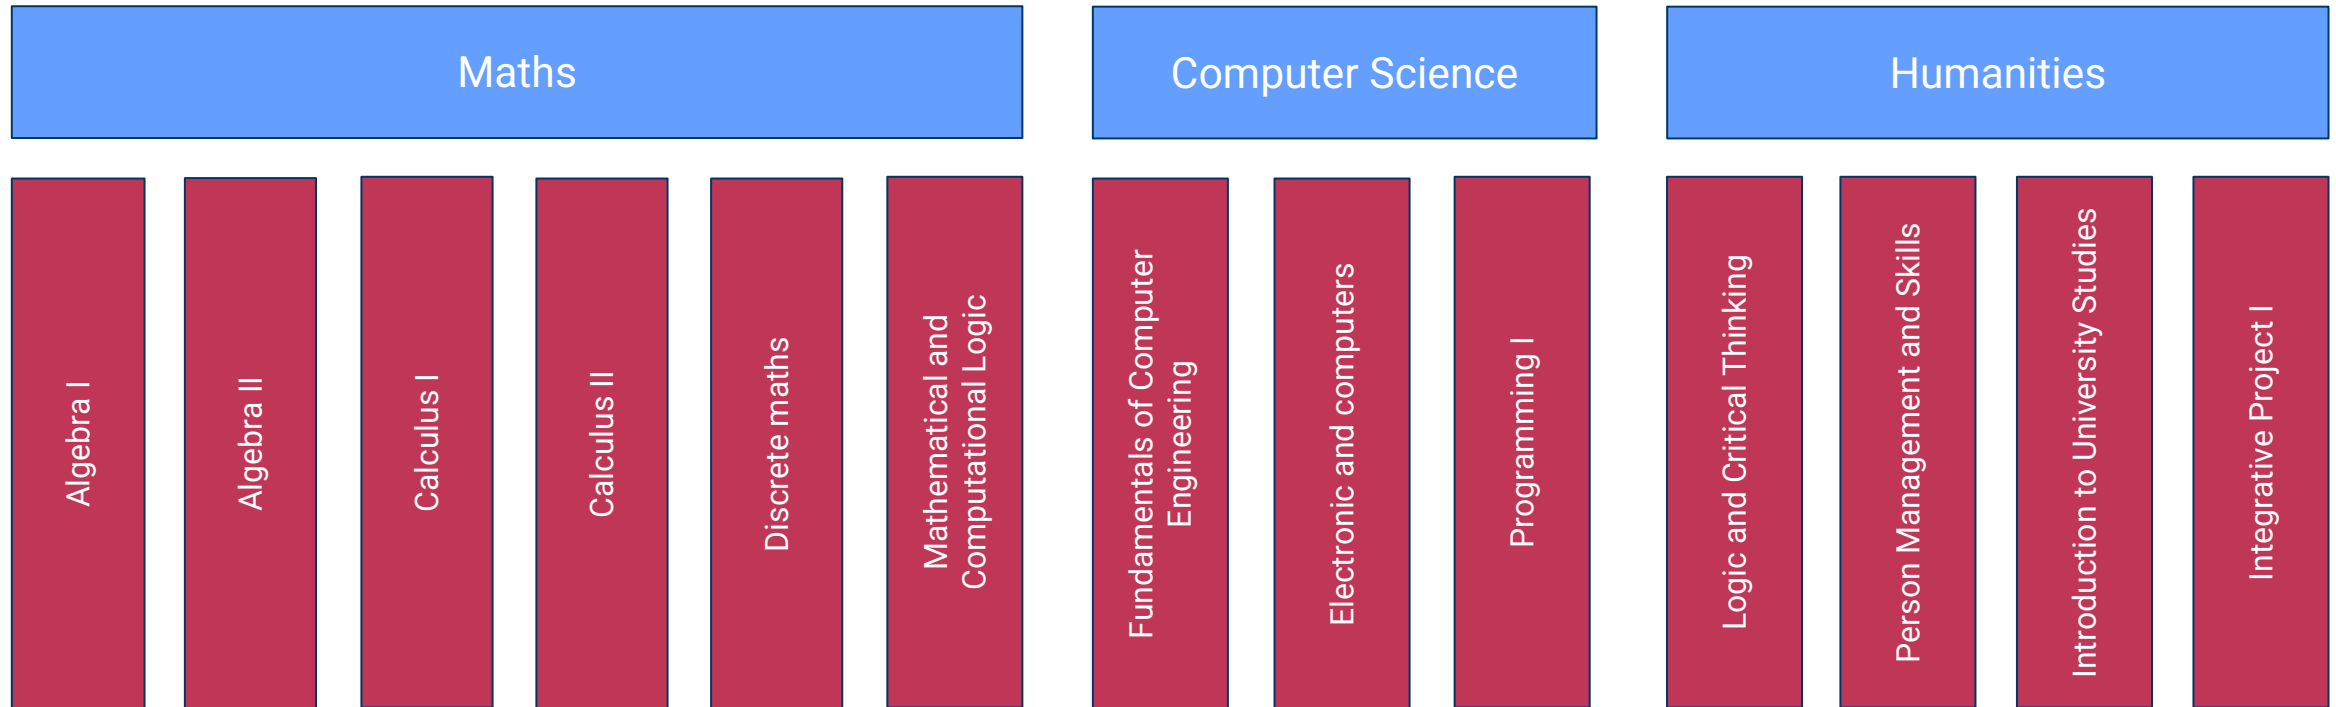 Maths
Computer Science
Humanities
Algebra I
Algebra II
Calculus I
Calculus II
Discrete maths
Mathematical and
Computational Logic
Fundamentals of Computer
Engineering
Electronic and computers
Programming I
Logic and Critical Thinking
Person Management and Skills
Introduction to University Studies
Integrative Project I